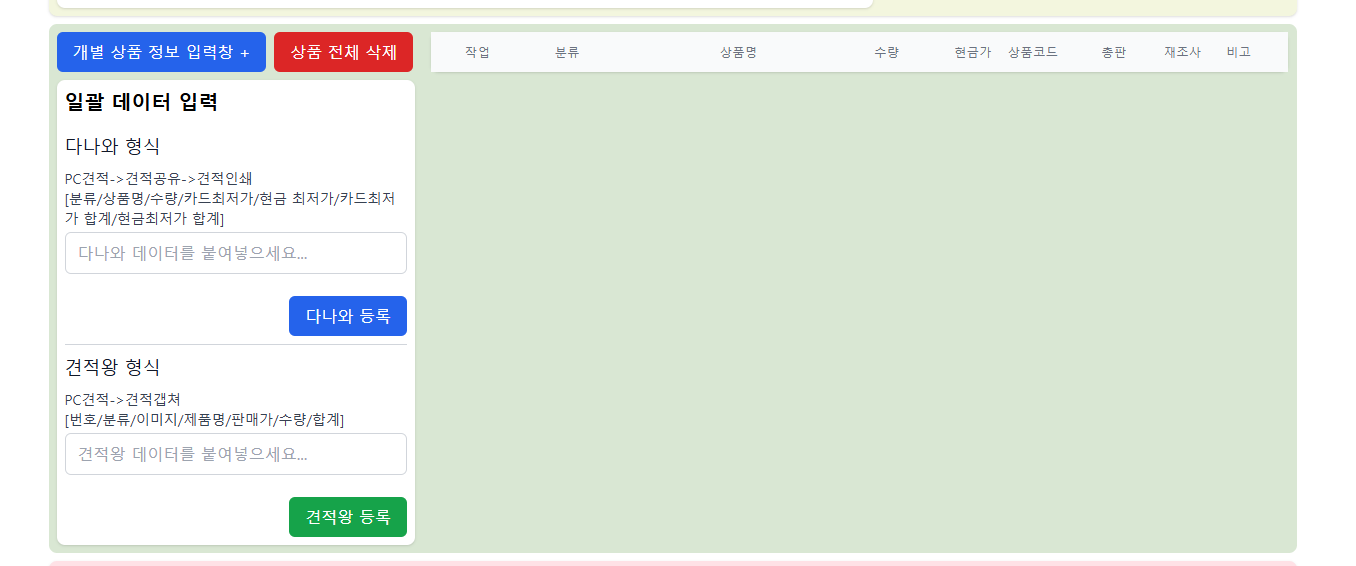 개별 상품 정보 입력창 +
상품 전체 삭제
작업 분류 상품명 수량 현금가 상품코드 총판 재조사 비고
일괄 데이터 입력
다나와 형식
PC견적->견적공유->견적인쇄
[분류/상품명/수량/카드최저가/현금 최저가/카드최저
가 합계/현금최저가 합계]
다나와 데이터를 붙여넣으세요...
다나와 등록
견적왕 형식
PC견적->견적갭쳐
[번호/분류/이미지/제품명/판매가/수량/합계]
견적왕 데이터를 붙여넣으세요...
견적왕 등록